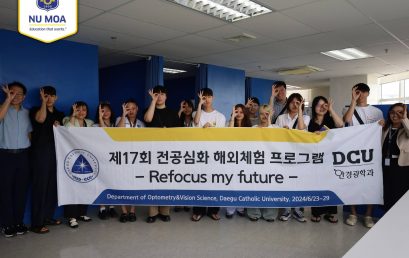 NU MOA
Education that works.
제17회 전공심화 해외체험 프로그램
DCU
- Refocus my future -
안경광학과
Department of Optometry&Vision Science, Daegu Catholic University, 2024/6/23~29